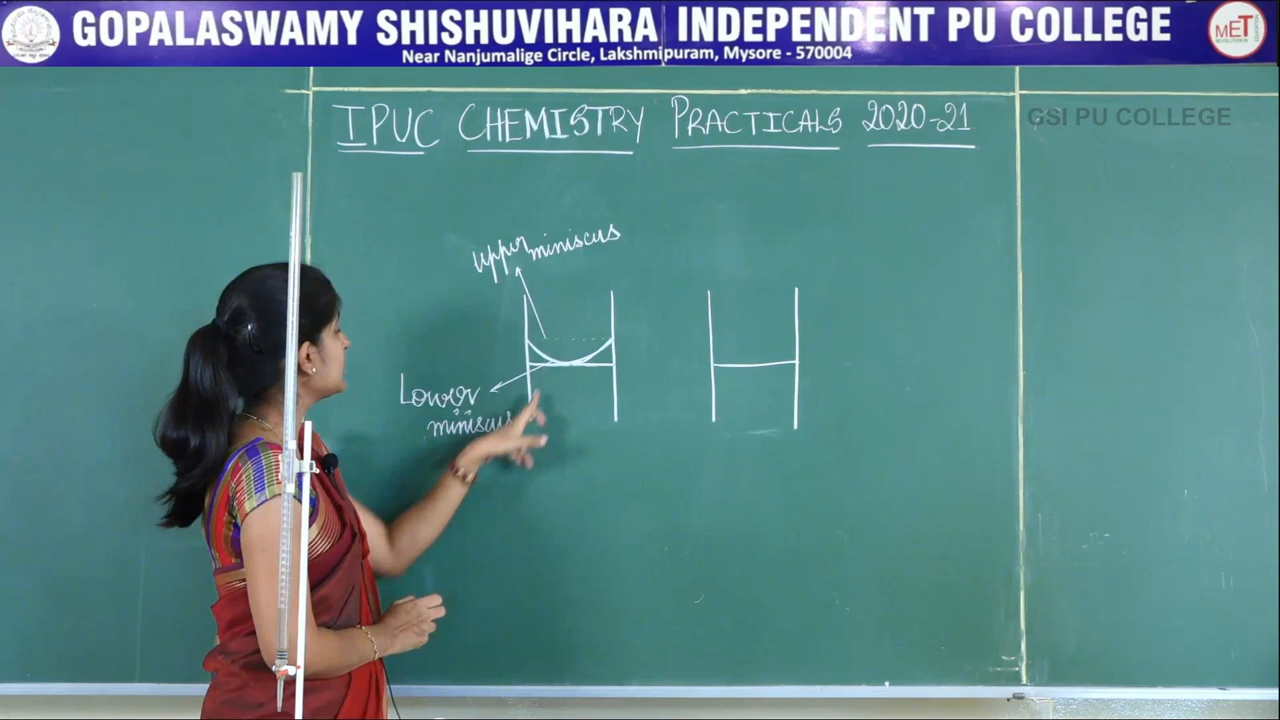 GOPALASWAMY SHISHUVIHARA INDEPENDENT PU COLLEGE
Near Nanjumalige Circle, Lakshmipuram, Mysore - 570004
MET
GSI PU COLLEGE
IPUC CHEMISTRY PRACTICALS 2020-21
Upper miniscus
Lower
miniscus